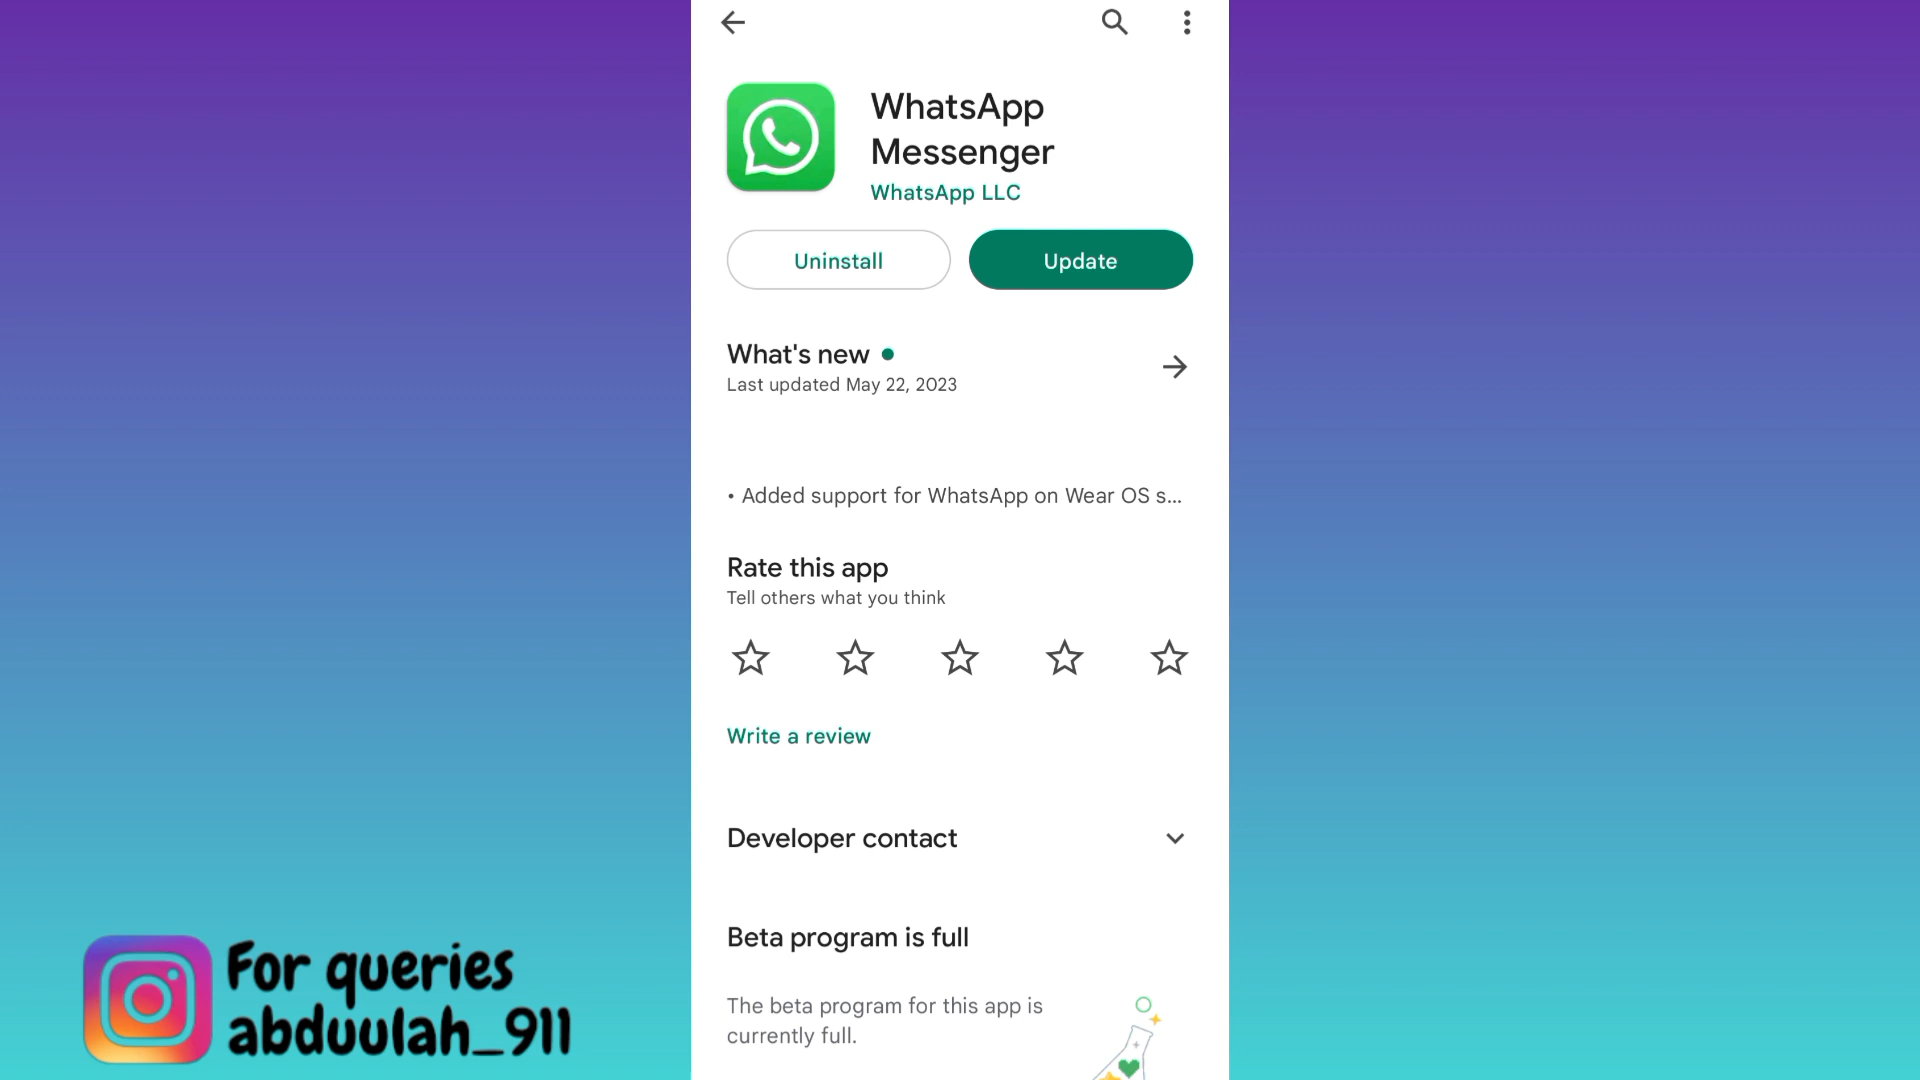 WhatsApp
Messenger
WhatsApp LLC
Uninstall
Update
What's new
Last updated May 22, 2023
• Added support for WhatsApp on Wear OS s...
Rate this app
Tell others what you think
Write a review
Developer contact
Beta program is full
The beta program for this app is
currently full.
For queries
abduulah_911